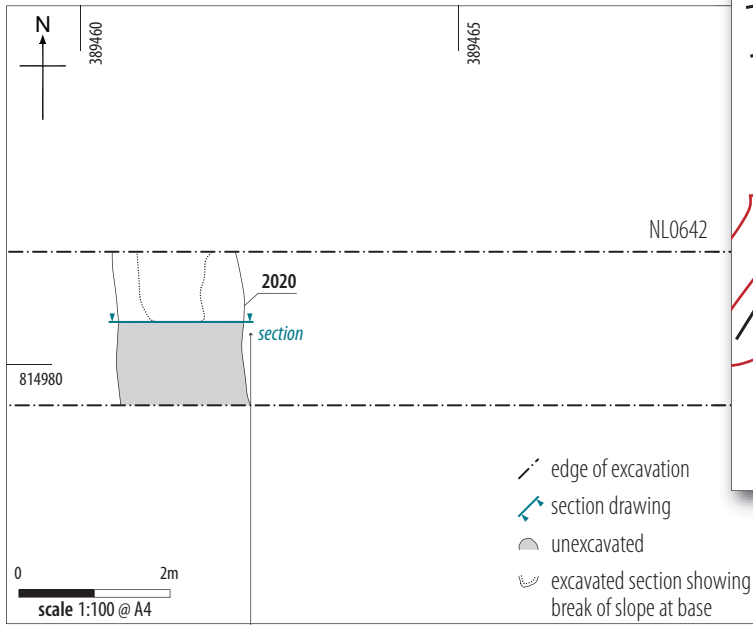 N
389460
389465
NL0642
2020
section
814980
edge of excavation
section drawing
unexcavated
excavated section showing
break of slope at base
0 2m
scale 1:100 @ A4